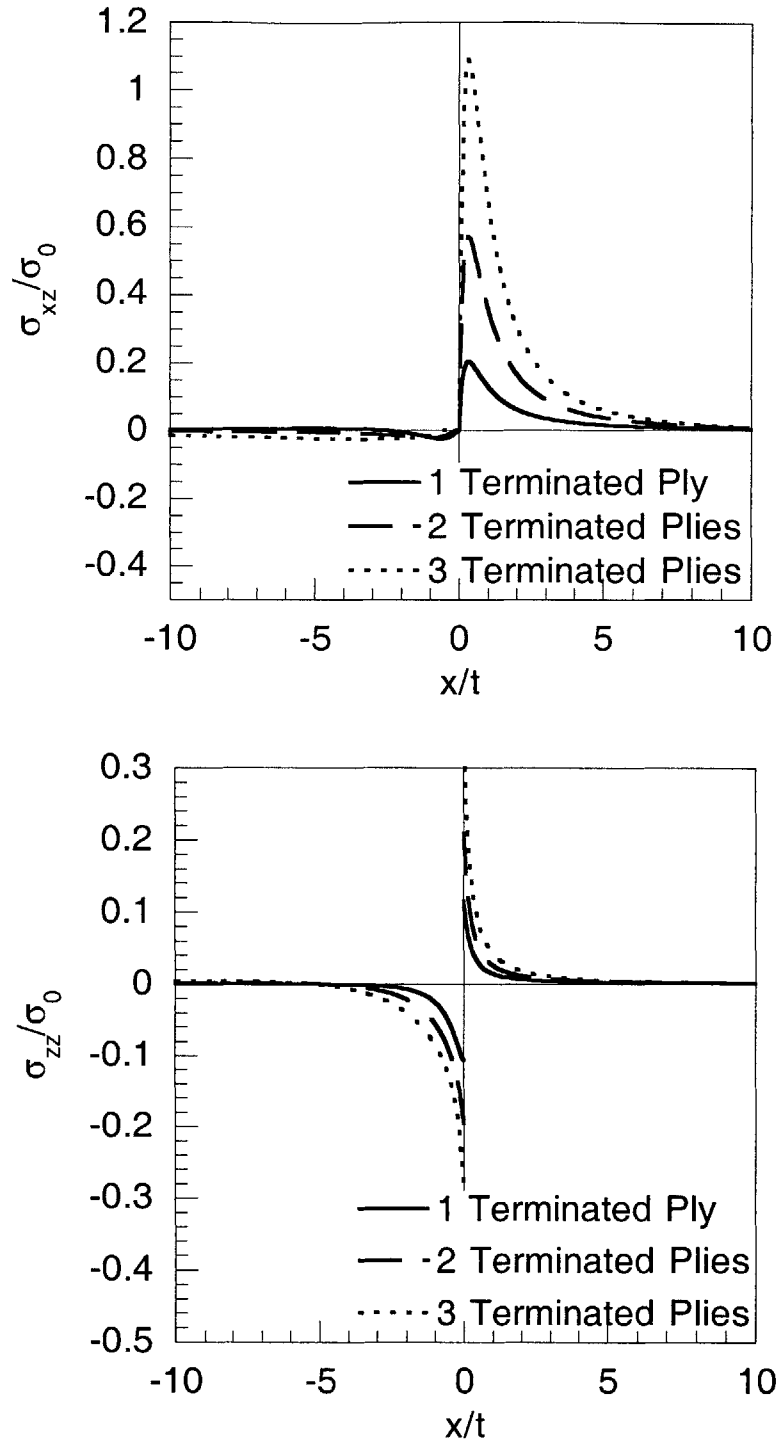 1.2
1
0.8
0.6
0.4
0.2
0
-0.2
-0.4
σxz/σ0
1 Terminated Ply
2 Terminated Plies
3 Terminated Plies
-10 -5 0 5 10
x/t
0.3
0.2
0.1
0
-0.1
-0.2
-0.3
-0.4
-0.5
σzz/σ0
1 Terminated Ply
2 Terminated Plies
3 Terminated Plies
-10 -5 0 5 10
x/t